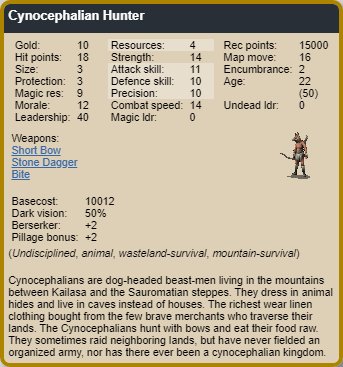 Cynocephalian Hunter
Gold: 10 Resources: 4 Rec points: 15000
Hit points: 18 Strength: 14 Map move: 16
Size: 3 Attack skill: 11 Encumbrance: 2
Protection: 3 Defence skill: 10 Age: 22
Magic res: 9 Precision: 10 (50)
Morale: 12 Combat speed: 14 Undead ldr: 0
Leadership: 40 Magic ldr: 0
Weapons:
Short Bow
Stone Dagger
Bite
Basecost: 10012
Dark vision: 50%
Berserker: +2
Pillage bonus: +2
(Undisciplined, animal, wasteland-survival, mountain-survival)
Cynocephalians are dog-headed beast-men living in the mountains
between Kailasa and the Sauromatian steppes. They dress in animal
hides and live in caves instead of houses. The richest wear linen
clothing bought from the few brave merchants who traverse their
lands. The Cynocephalians hunt with bows and eat their food raw.
They sometimes raid neighboring lands, but have never fielded an
organized army, nor has there ever been a cynocephalian kingdom.